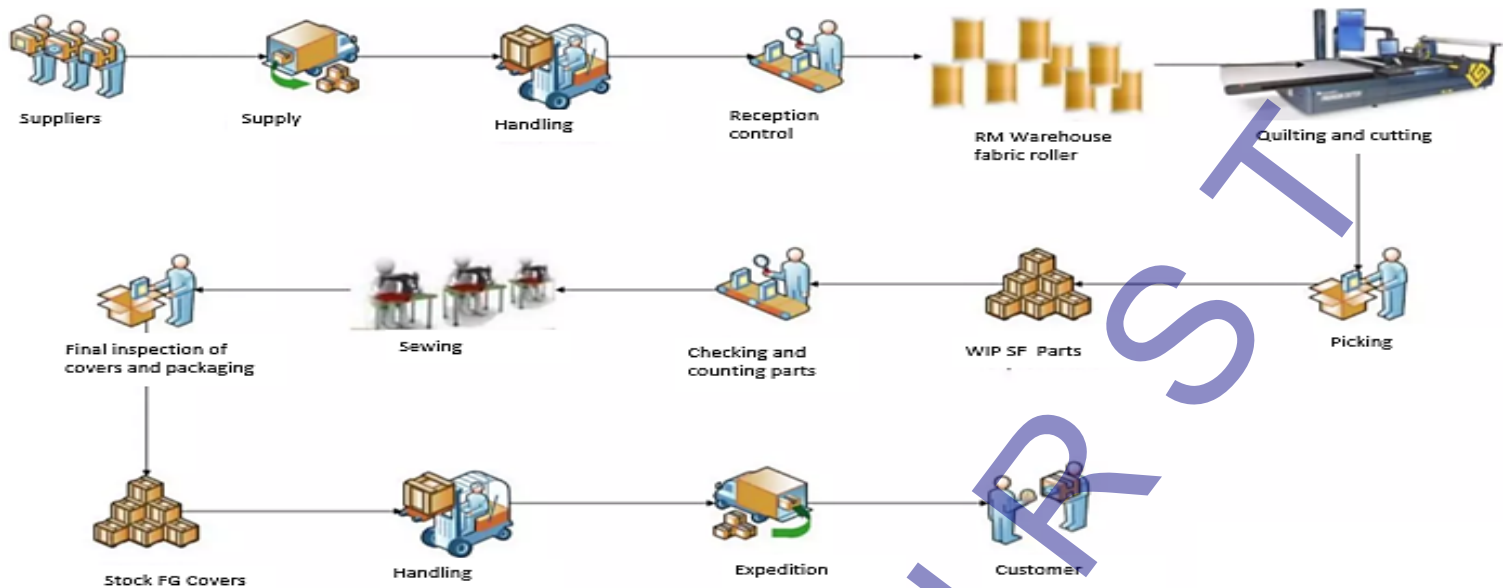 Suppliers
Supply
Handling
Reception
control
RM Warehouse
fabric roller
Quilting and cutting
Final inspection of
covers and packaging
Sewing
Checking and
counting parts
WIP SF Parts
Picking
Stock FG Covers
Handling
Expedition
Customer
R S T